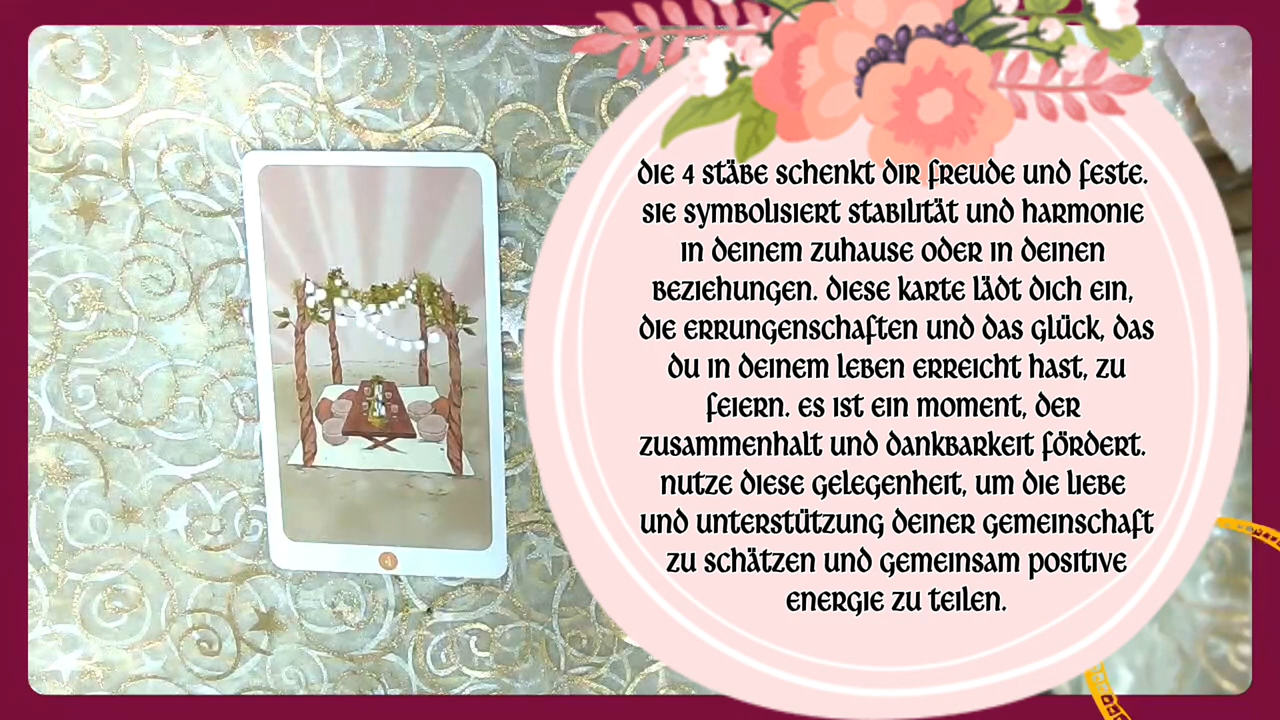 die 4 stäbe schenkt dir freude und feste.
sie symbolisiert stabilität und harmonie
in deinem zuhause oder in deinen
beziehungen. diese karte lädt dich ein,
die errungenschaften und das glück, das
du in deinem leben erreicht hast, zu
feiern. es ist ein moment, der
zusammenhalt und dankbarkeit fördert.
nutze diese gelegenheit, um die liebe
und unterstützung deiner gemeinschaft
zu schätzen und gemeinsam positive
energie zu teilen.